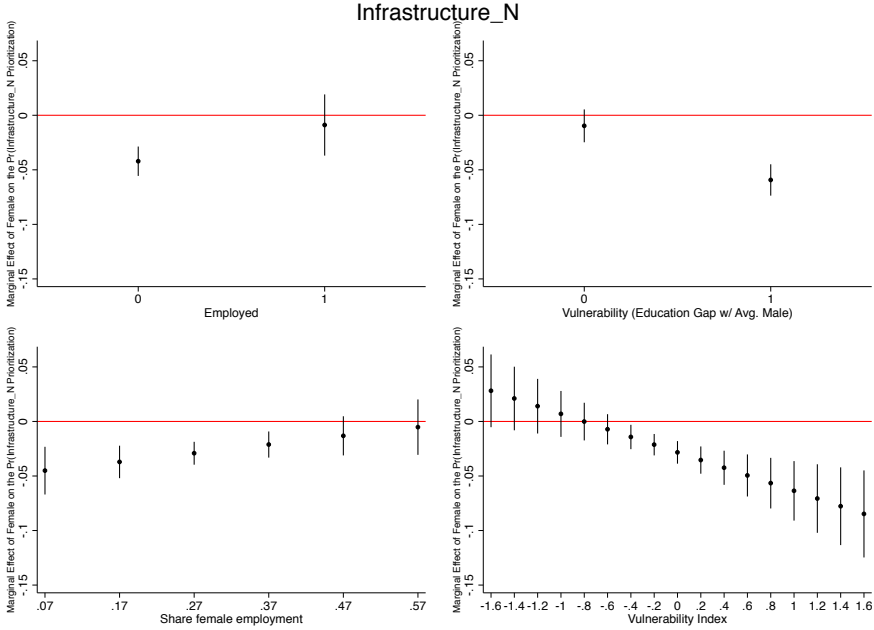 Infrastructure_N
Marginal Effect of Female on the Pr(Infrastructure_N Prioritization)
.05
0
-.05
-.1
-.15
0 1
Employed
Marginal Effect of Female on the Pr(Infrastructure_N Prioritization)
.05
0
-.05
-.1
-.15
0 1
Vulnerability (Education Gap w/ Avg. Male)
Marginal Effect of Female on the Pr(Infrastructure_N Prioritization)
.05
0
-.05
-.1
-.15
.07 .17 .27 .37 .47 .57
Share female employment
Marginal Effect of Female on the Pr(Infrastructure_N Prioritization)
.05
0
-.05
-.1
-.15
-1.6 -1.4 -1.2 -1 -.8 -.6 -.4 -.2 0 .2 .4 .6 .8 1 1.2 1.4 1.6
Vulnerability Index